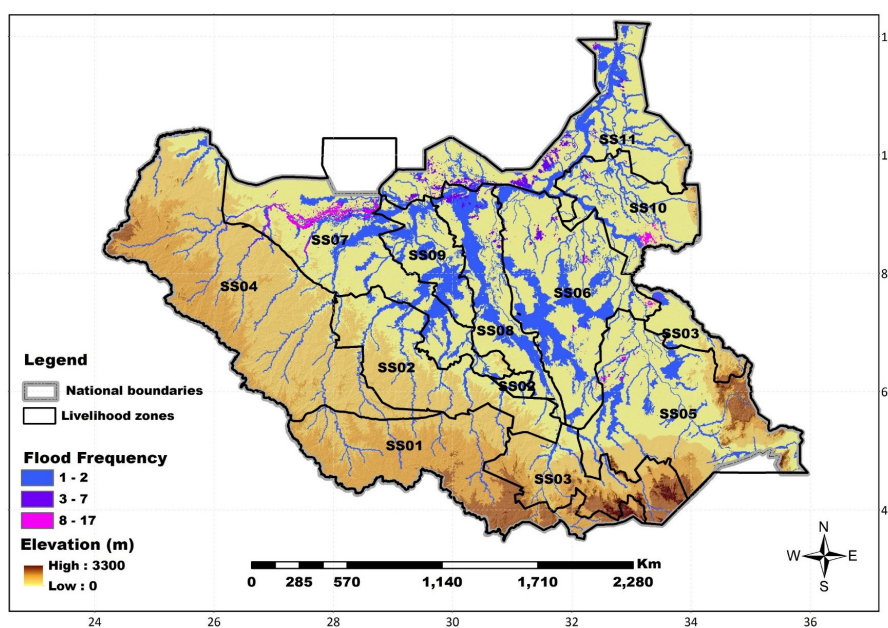 1
SS11
1
SS10
SS07
SS09
8
SS04
SS06
SS08
SS03
SS02
SS02
6
SS05
SS01
SS03
4
Legend
National boundaries
Livelihood zones
Flood Frequency
1 - 2
3 - 7
8 - 17
Elevation (m)
High : 3300
Low : 0
Km
0 285 570 1,140 1,710 2,280
N
W E
S
24 26 28 30 32 34 36